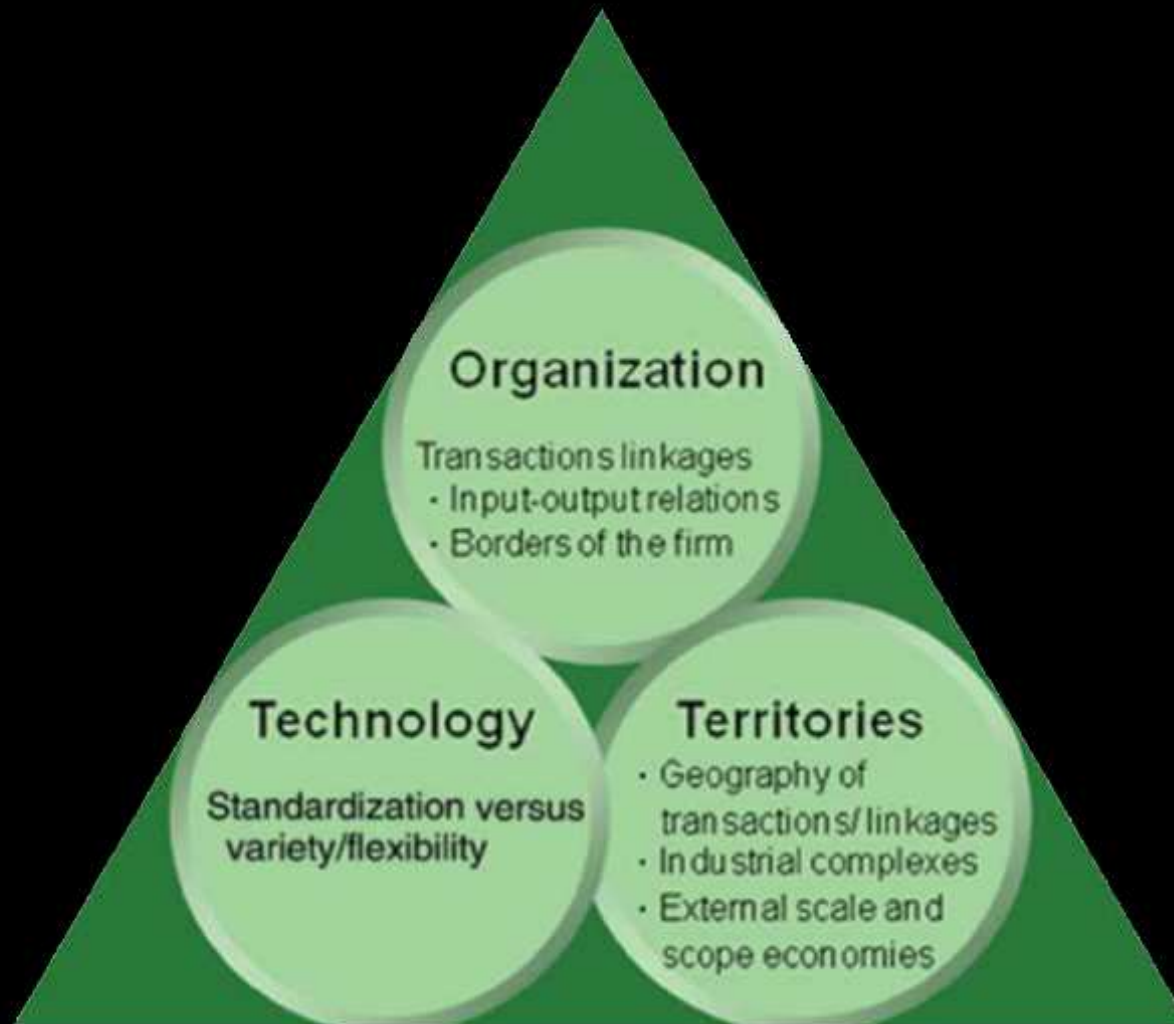 Organization
Transactions linkages
· Input-output relations
· Borders of the firm
Technology
Standardization versus
variety/flexibility
Territories
· Geography of
transactions/linkages
· Industrial complexes
· External scale and
scope economies